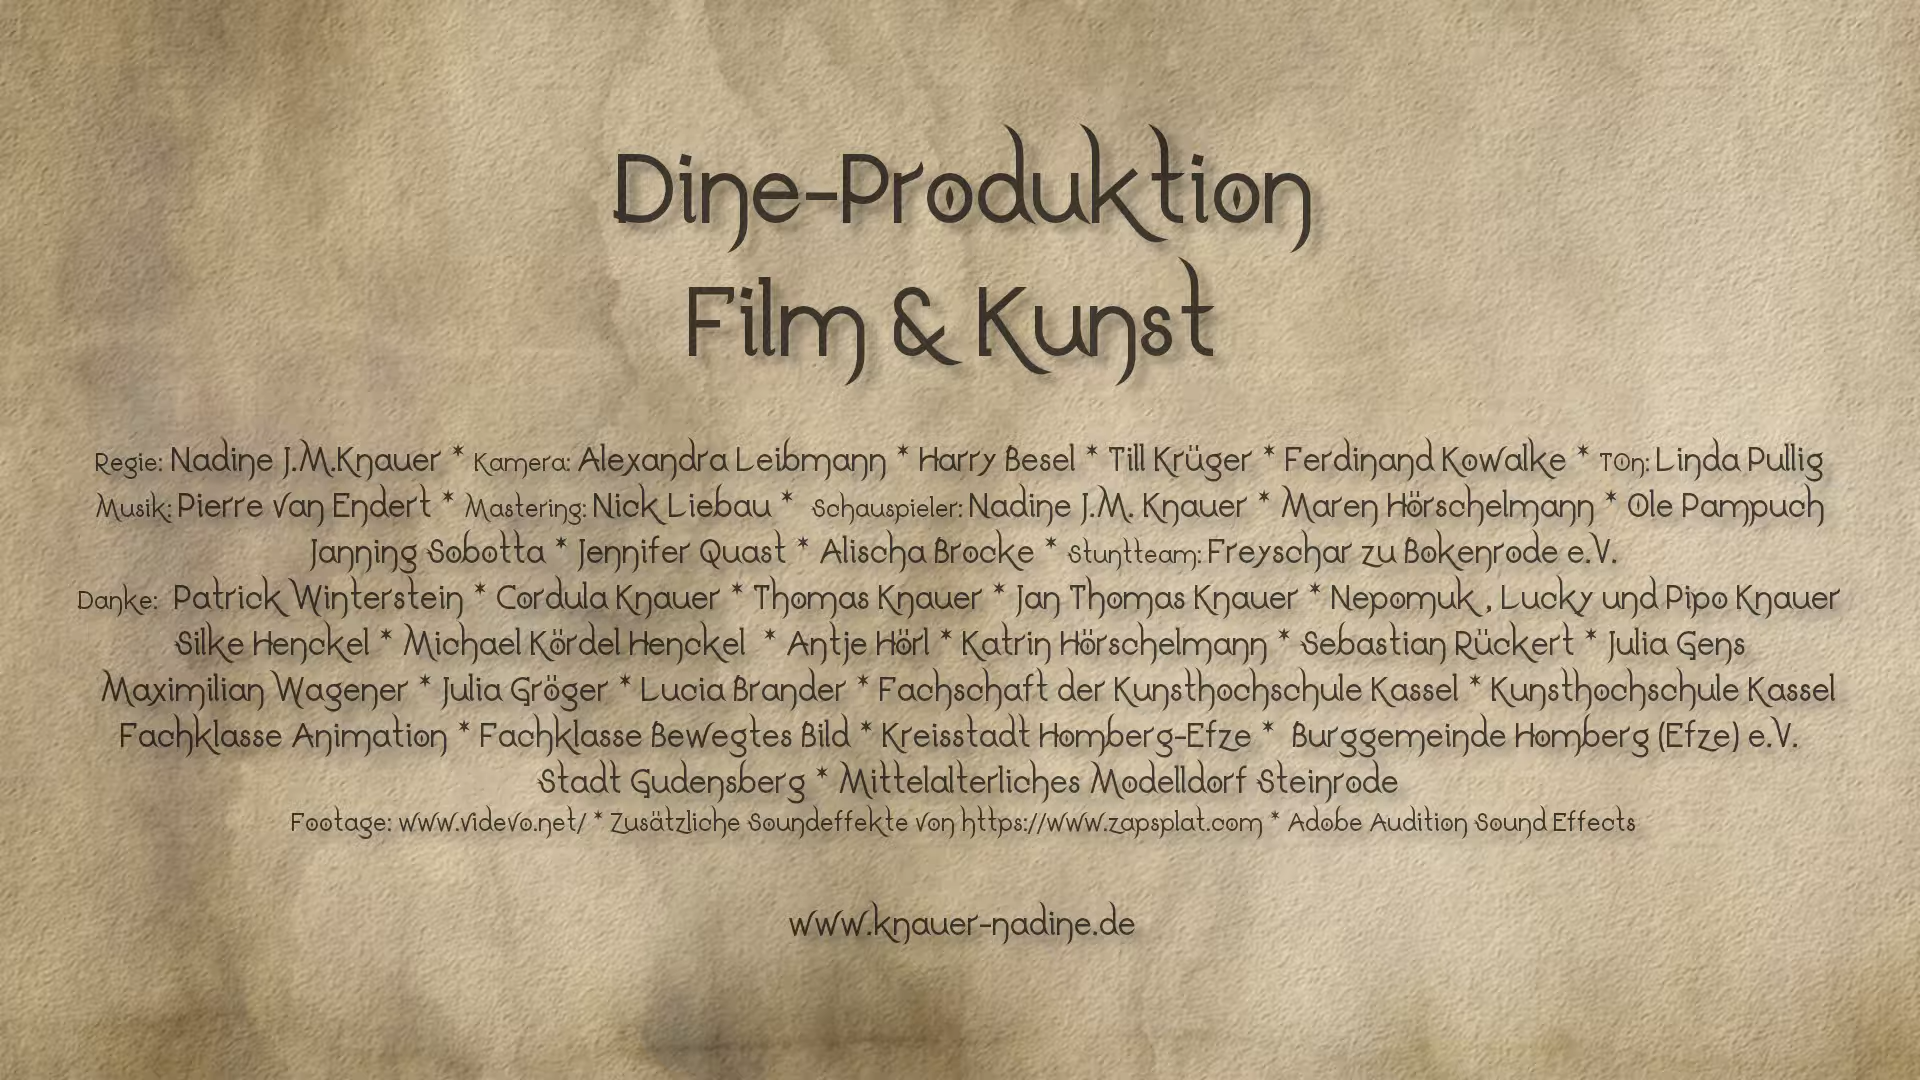 Dine-Produktion
Film & Kunst
Regie: Nadine J.M.Knauer * Kamera: Alexandra Leibmann * Harry Besel * Till Krüger * Ferdinand Kowalke * TOn: Linda Pullig
Musik: Pierre van Endert * Mastering: Nick Liebau * Schauspieler: Nadine J.M. Knauer * Maren Hörschelmann * Ole Pampuch
Janning Sobotta * Jennifer Quast * Alischa Brocke * Stuntteam: Freyschar zu Bokenrode e.V.
Danke: Patrick Winterstein * Cordula Knauer * Thomas Knauer * Jan Thomas Knauer * Nepomuk , Lucky und Pipo Knauer
Silke Henckel * Michael Kördel Henckel * Antje Hörl * Katrin Hörschelmann * Sebastian Rückert * Julia Gens
Maximilian Wagener * Julia Gröger * Lucia Brander * Fachschaft der Kunsthochschule Kassel * Kunsthochschule Kassel
Fachklasse Animation * Fachklasse Bewegtes Bild * Kreisstadt Homberg-Efze * Burggemeinde Homberg (Efze) e.V.
Stadt Gudensberg * Mittelalterliches Modelldorf Steinrode
Footage: www.videvo.net/ * Zusätzliche Soundeffekte von https://www.zapsplat.com * Adobe Audition Sound Effects
www.knauer-nadine.de